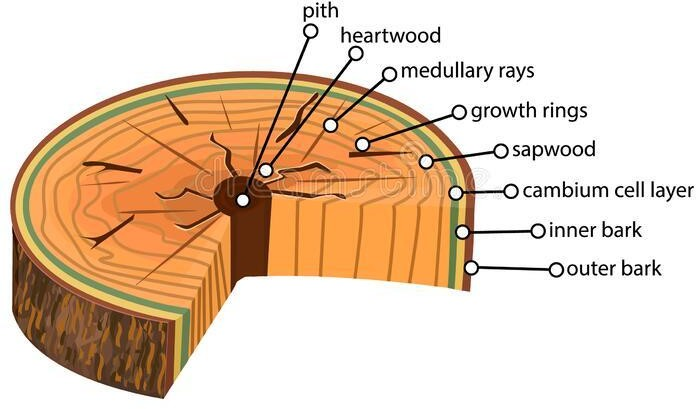 pith
heartwood
medullary rays
growth rings
sapwood
cambium cell layer
inner bark
outer bark